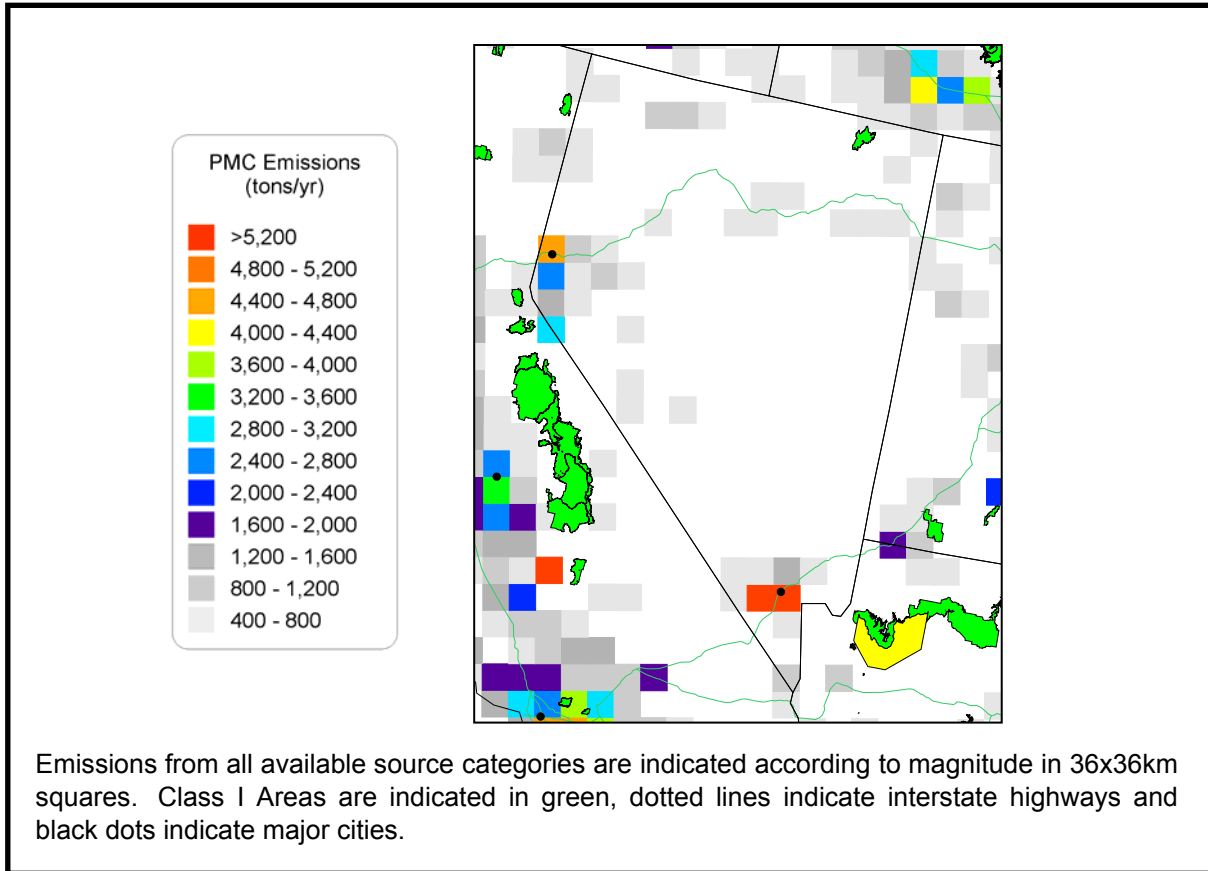 PMC Emissions
(tons/yr)
>5,200
4,800 - 5,200
4,400 - 4,800
4,000 - 4,400
3,600 - 4,000
3,200 - 3,600
2,800 - 3,200
2,400 - 2,800
2,000 - 2,400
1,600 - 2,000
1,200 - 1,600
800 - 1,200
400 - 800
Emissions from all available source categories are indicated according to magnitude in 36x36km
squares. Class I Areas are indicated in green, dotted lines indicate interstate highways and
black dots indicate major cities.